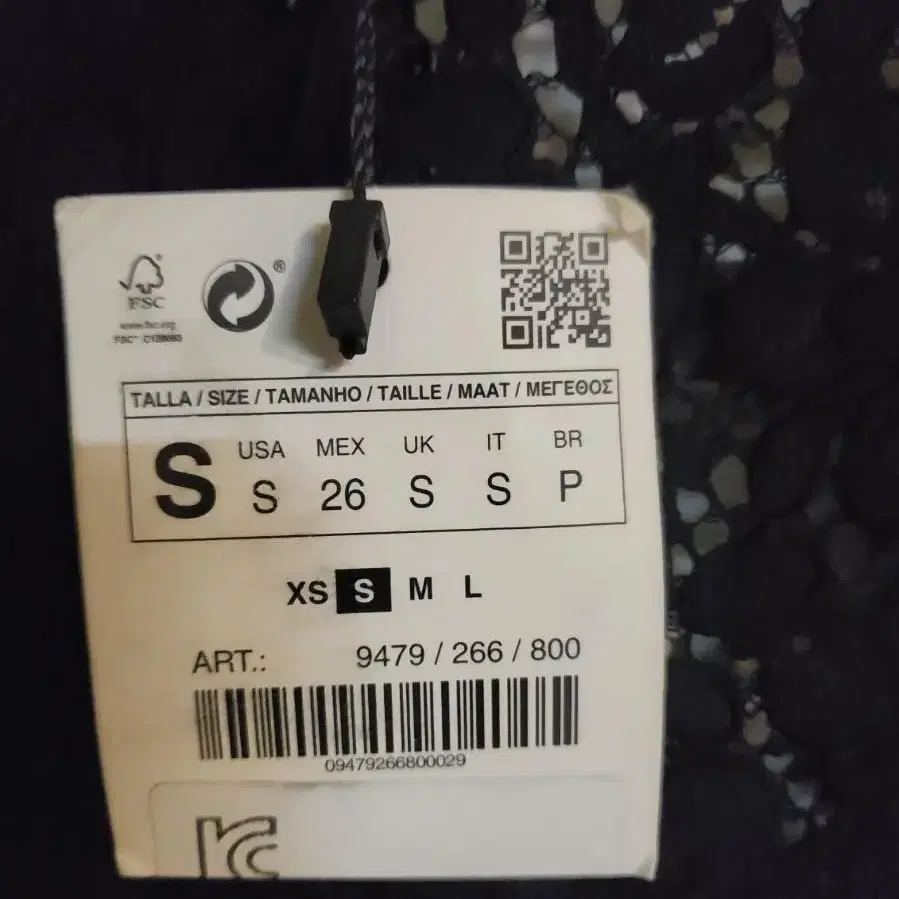 FSC
www.fsc.org
®
TALLA / SIZE / TAMANHO / TAILLE / MAAT / ΜΕΓΕΘΟΣ
S
USA MEX UK IT BR
S 26 S S P
XS S M L
ART.: 9479 / 266 / 800
09479266800029